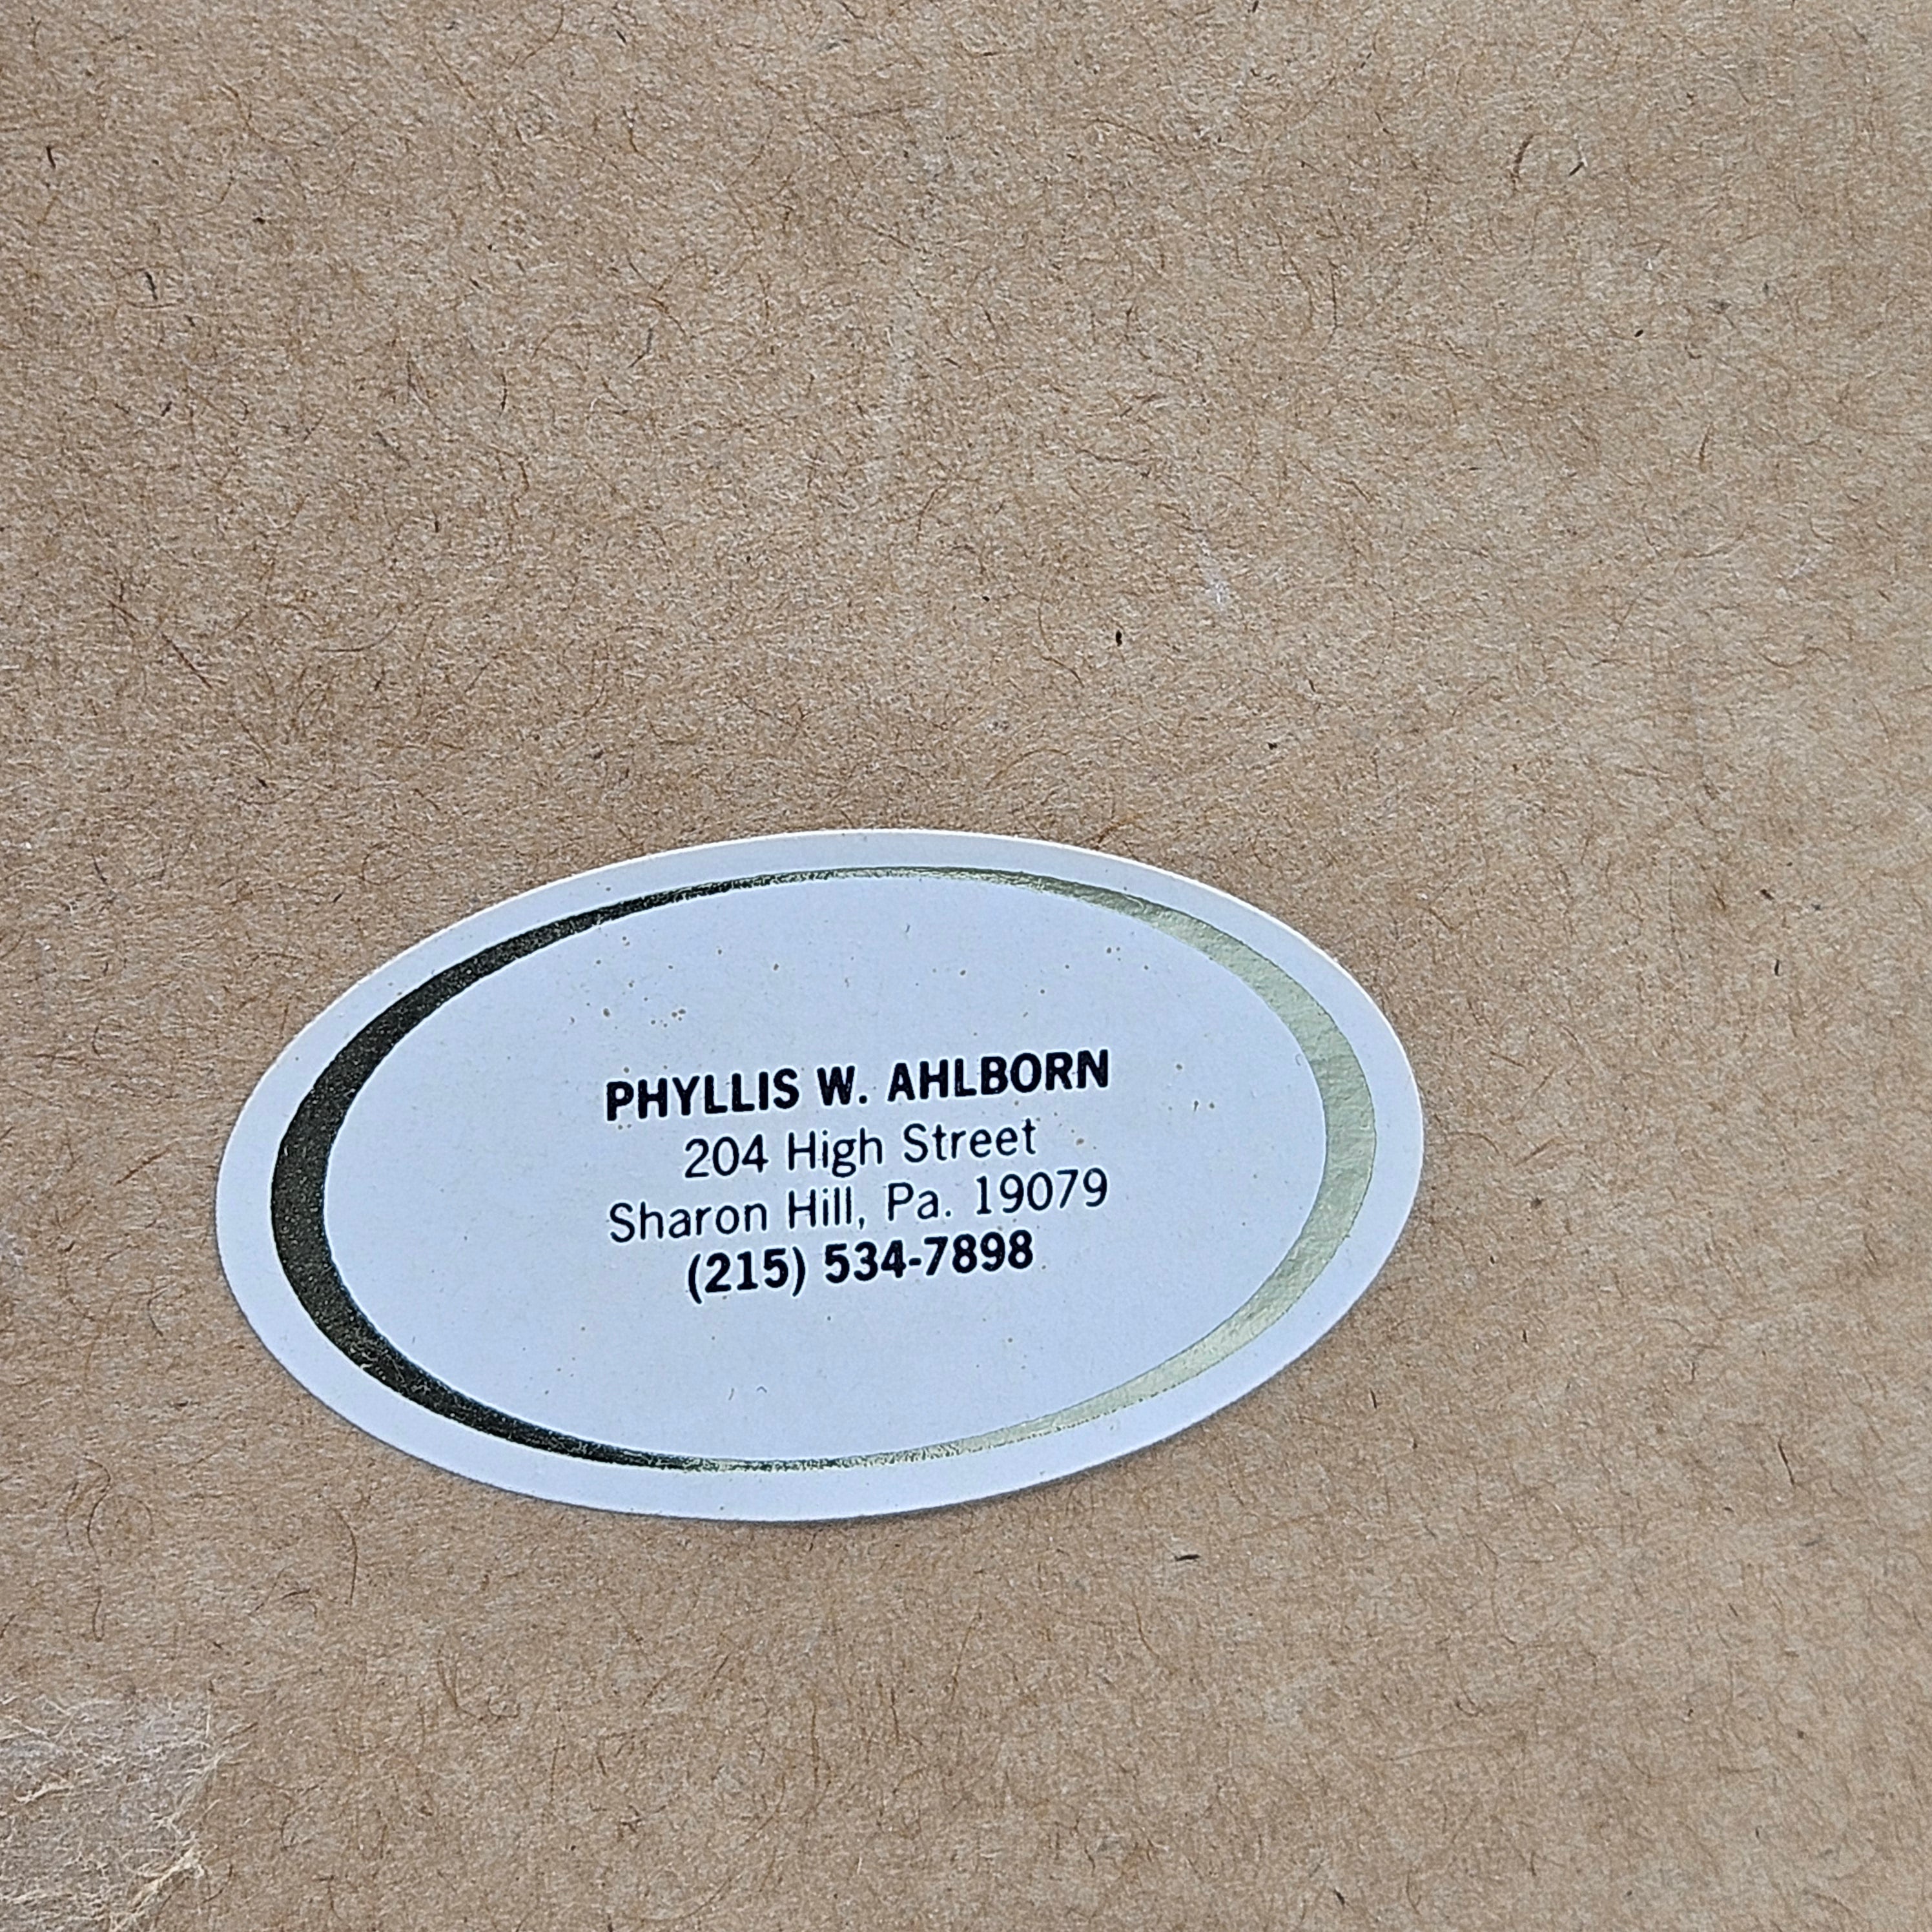 PHYLLIS W. AHLBORN
204 High Street
Sharon Hill, Pa. 19079
(215) 534-7898